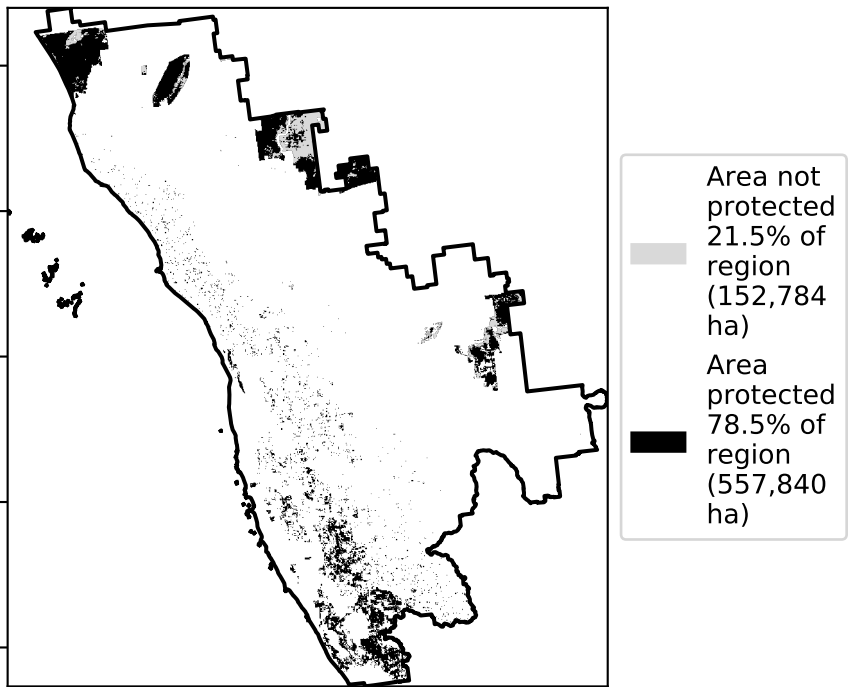 Area not
protected
21.5% of
region
(152,784
ha)
Area
protected
78.5% of
region
(557,840
ha)